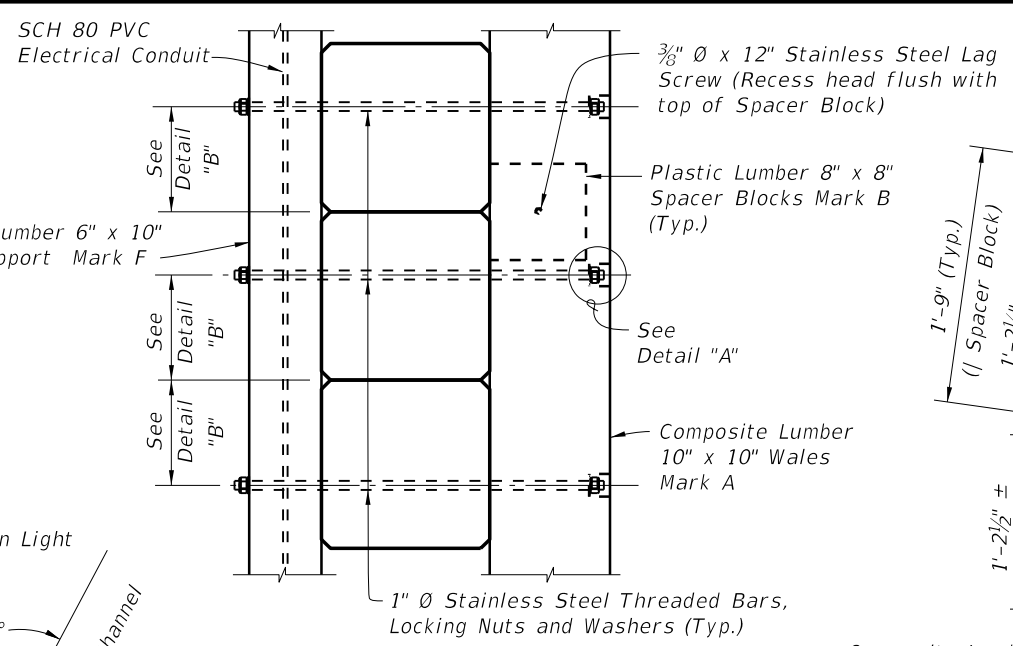 SCH 80 PVC
Electrical Conduit
⅜" Ø x 12" Stainless Steel Lag
Screw (Recess head flush with
top of Spacer Block)
See
Detail
"B"
Plastic Lumber 8" x 8"
Spacer Blocks Mark B
(Typ.)
umber 6" x 10"
pport Mark F
See
Detail
"B"
See
Detail "A"
See
Detail
"B"
Composite Lumber
10" x 10" Wales
Mark A
1" Ø Stainless Steel Threaded Bars,
Locking Nuts and Washers (Typ.)
n Light
hannel
1'-9" (Typ.)
(| Spacer Block)
1'-2½" ±